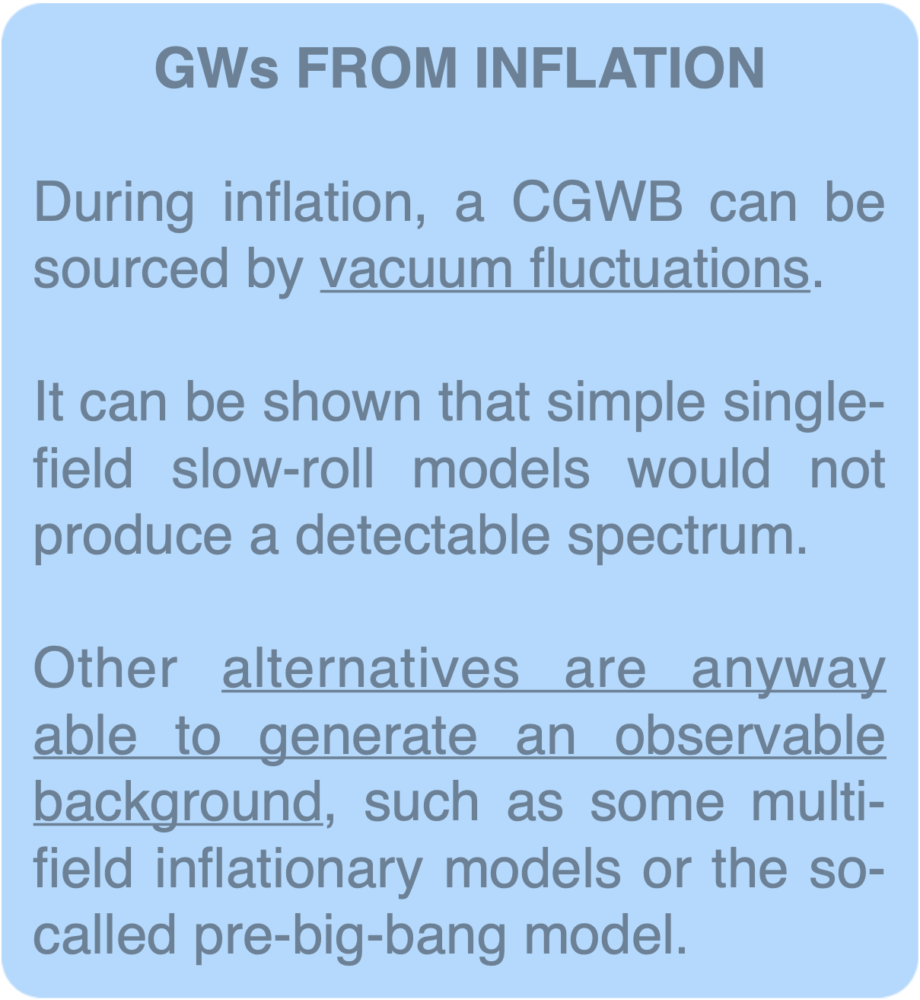 GWs FROM INFLATION
During inflation, a CGWB can be
sourced by vacuum fluctuations.
It can be shown that simple single-
field slow-roll models would not
produce a detectable spectrum.
Other alternatives are anyway
able to generate an observable
background, such as some multi-
field inflationary models or the so-
called pre-big-bang model.